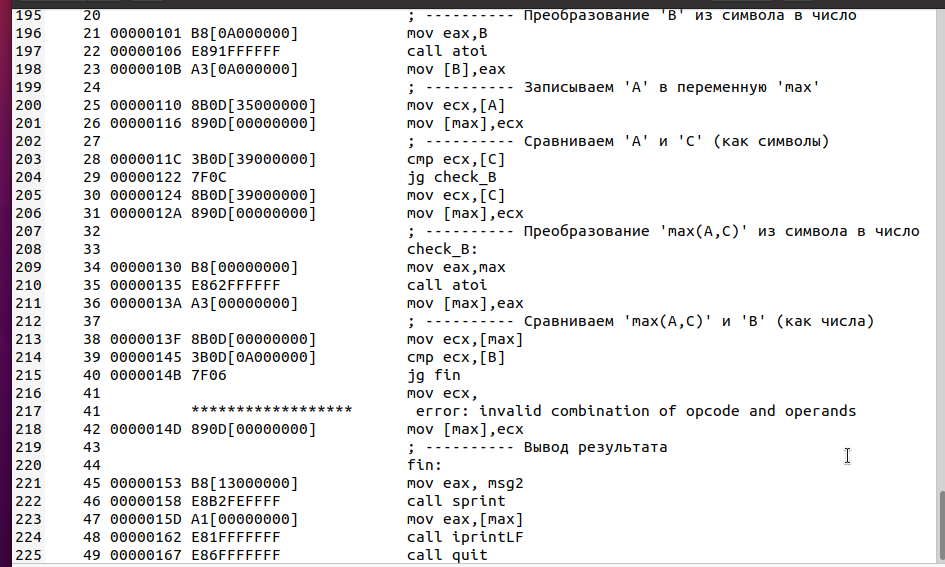 195 20 ; ---------- Преобразование 'B' из символа в число
196 21 00000101 B8[0A000000] mov eax,B
197 22 00000106 E891FFFFFF call atoi
198 23 0000010B A3[0A000000] mov [B],eax
199 24 ; ---------- Записываем 'A' в переменную 'max'
200 25 00000110 8B0D[35000000] mov ecx,[A]
201 26 00000116 890D[00000000] mov [max],ecx
202 27 ; ---------- Сравниваем 'A' и 'С' (как символы)
203 28 0000011C 3B0D[39000000] cmp ecx,[C]
204 29 00000122 7F0C jg check_B
205 30 00000124 8B0D[39000000] mov ecx,[C]
206 31 0000012A 890D[00000000] mov [max],ecx
207 32 ; ---------- Преобразование 'max(A,C)' из символа в число
208 33 check_B:
209 34 00000130 B8[00000000] mov eax,max
210 35 00000135 E862FFFFFF call atoi
211 36 0000013A A3[00000000] mov [max],eax
212 37 ; ---------- Сравниваем 'max(A,C)' и 'B' (как числа)
213 38 0000013F 8B0D[00000000] mov ecx,[max]
214 39 00000145 3B0D[0A000000] cmp ecx,[B]
215 40 0000014B 7F06 jg fin
216 41 mov ecx,
217 41 ****************** error: invalid combination of opcode and operands
218 42 0000014D 890D[00000000] mov [max],ecx
219 43 ; ---------- Вывод результата
220 44 fin:
221 45 00000153 B8[13000000] mov eax, msg2
222 46 00000158 E8B2FEFFFF call sprint
223 47 0000015D A1[00000000] mov eax,[max]
224 48 00000162 E81FFFFFFF call iprintLF
225 49 00000167 E86FFFFFFF call quit